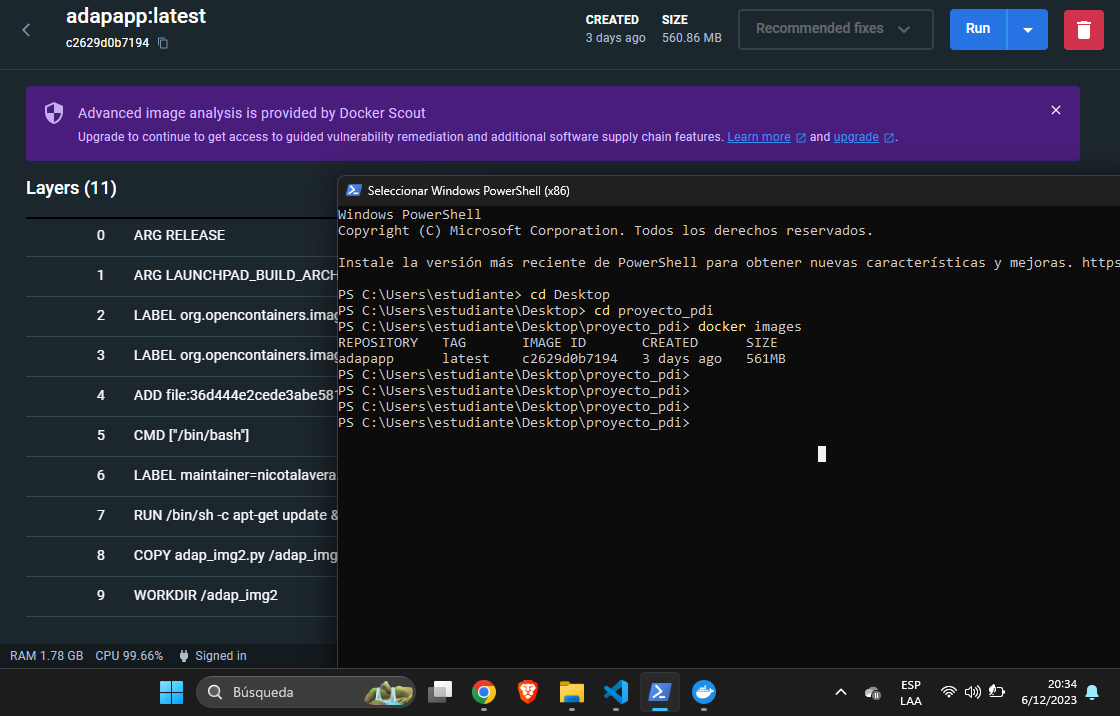 adapapp:latest
c2629d0b7194
CREATED
3 days ago
SIZE
560.86 MB
Recommended fixes
Run
Advanced image analysis is provided by Docker Scout
Upgrade to continue to get access to guided vulnerability remediation and additional software supply chain features. Learn more and upgrade.
Layers (11)
0 ARG RELEASE
1 ARG LAUNCHPAD_BUILD_ARCH
2 LABEL org.opencontainers.imag
3 LABEL org.opencontainers.imag
4 ADD file:36d444e2cede3abe581
5 CMD ["/bin/bash"]
6 LABEL maintainer=nicotalavera.
7 RUN /bin/sh -c apt-get update &
8 COPY adap_img2.py /adap_img
9 WORKDIR /adap_img2
Seleccionar Windows PowerShell (x86)
Windows PowerShell
Copyright (C) Microsoft Corporation. Todos los derechos reservados.
Instale la versión más reciente de PowerShell para obtener nuevas características y mejoras. https
PS C:\Users\estudiante> cd Desktop
PS C:\Users\estudiante\Desktop> cd proyecto_pdi
PS C:\Users\estudiante\Desktop\proyecto_pdi> docker images
REPOSITORY TAG IMAGE ID CREATED SIZE
adapapp latest c2629d0b7194 3 days ago 561MB
PS C:\Users\estudiante\Desktop\proyecto_pdi>
PS C:\Users\estudiante\Desktop\proyecto_pdi>
PS C:\Users\estudiante\Desktop\proyecto_pdi>
PS C:\Users\estudiante\Desktop\proyecto_pdi>
RAM 1.78 GB CPU 99.66% Signed in
Búsqueda
ESP
LAA
20:34
6/12/2023